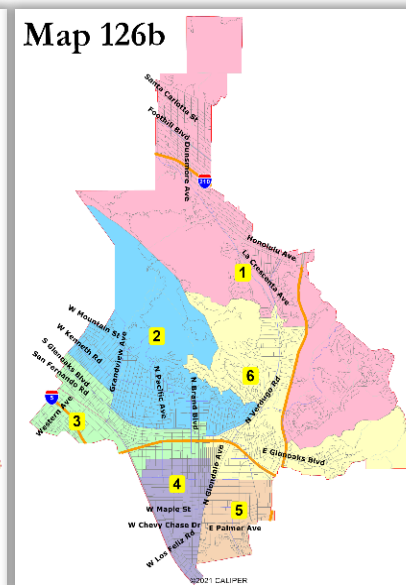 Map 126b
Santa Carlotta St
Foothill Blvd
Dunsmore Ave
210
Honolulu Ave
La Crescenta Ave
1
W Mountain St
W Kenneth Rd
S Glenoaks Blvd
San Fernando Rd
Grandview Ave
2
N Pacific Ave
N Brand Blvd
6
N Verdugo Rd
5
Western Ave
3
E Glenoaks Blvd
N Glendale Ave
4
5
W Maple St
W Chevy Chase Dr
E Palmer Ave
W Los Feliz Rd
©2021 CALIPER